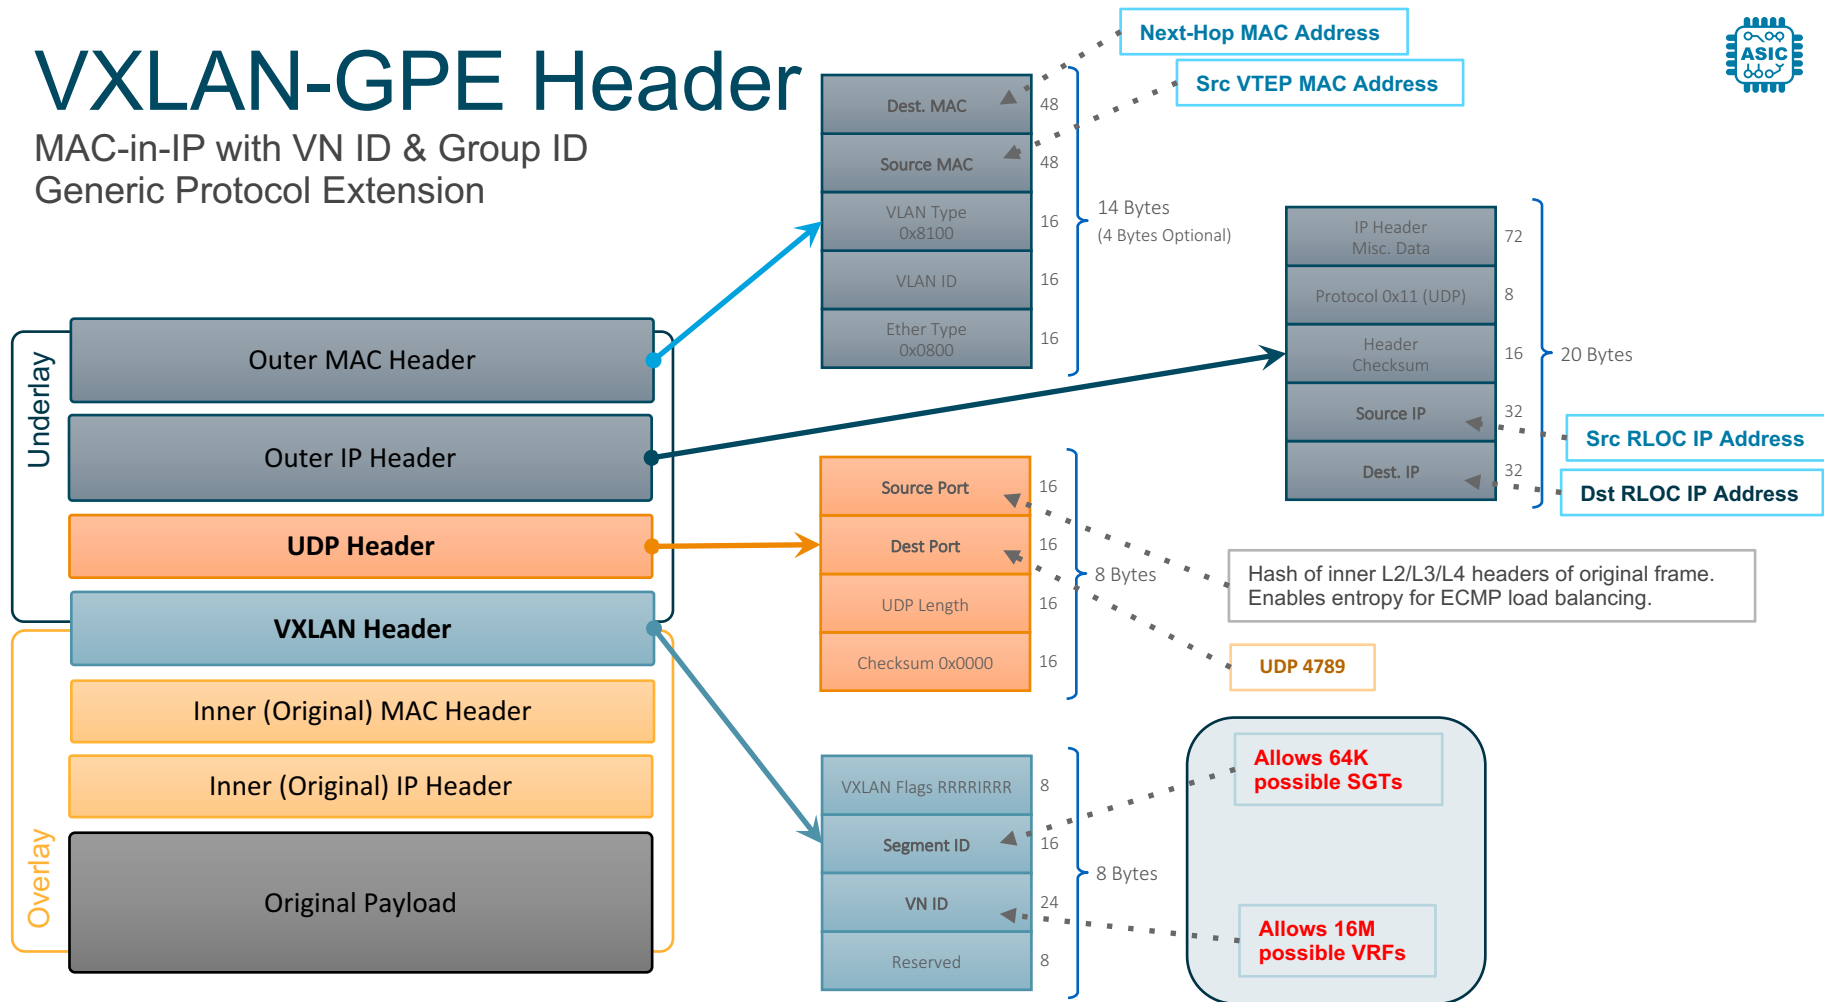 VXLAN-GPE Header
MAC-in-IP with VN ID & Group ID
Generic Protocol Extension
ASIC
Next-Hop MAC Address
Src VTEP MAC Address
Underlay
Outer MAC Header
Outer IP Header
UDP Header
VXLAN Header
Overlay
Inner (Original) MAC Header
Inner (Original) IP Header
Original Payload
Dest. MAC
48
Source MAC
48
VLAN Type
0x8100
16
VLAN ID
16
Ether Type
0x0800
16
14 Bytes
(4 Bytes Optional)
IP Header
Misc. Data
72
Protocol 0x11 (UDP)
8
Header
Checksum
16
Source IP
32
Dest. IP
32
20 Bytes
Src RLOC IP Address
Dst RLOC IP Address
Source Port
16
Dest Port
16
UDP Length
16
Checksum 0x0000
16
8 Bytes
Hash of inner L2/L3/L4 headers of original frame.
Enables entropy for ECMP load balancing.
UDP 4789
VXLAN Flags RRRRIRRR
8
Segment ID
16
VN ID
24
Reserved
8
8 Bytes
Allows 64K
possible SGTs
Allows 16M
possible VRFs